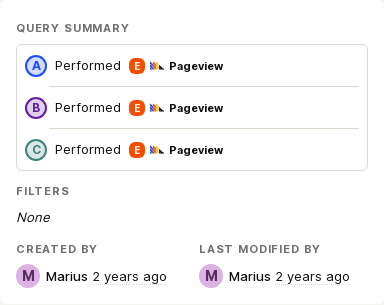 QUERY SUMMARY
A Performed E Pageview
B Performed E Pageview
C Performed E Pageview
FILTERS
None
CREATED BY LAST MODIFIED BY
M Marius 2 years ago M Marius 2 years ago